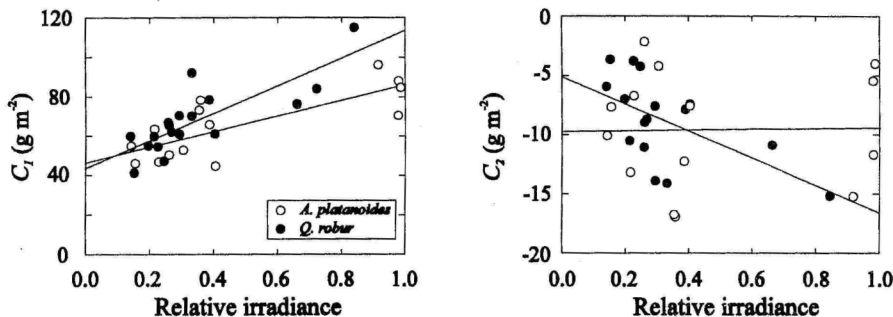 120
80
40
0
C₁ (g m⁻²)
A. platanoides
Q. robur
0.0 0.2 0.4 0.6 0.8 1.0
Relative irradiance
-0
-5
-10
-15
-20
C₂ (g m⁻²)
0.0 0.2 0.4 0.6 0.8 1.0
Relative irradiance